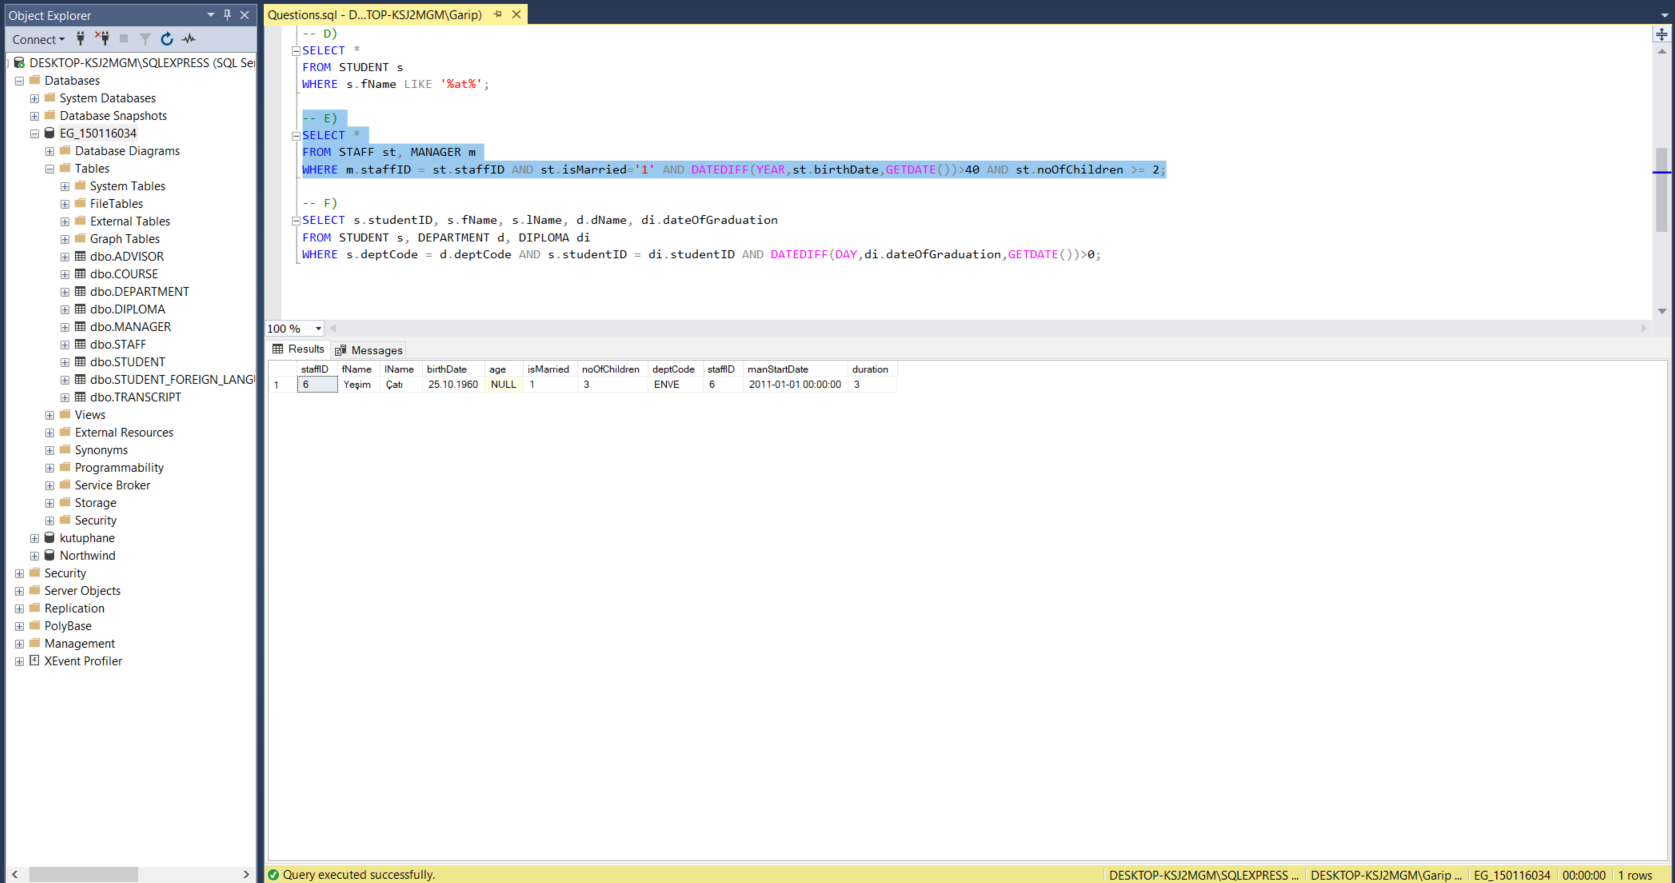 Object Explorer
Connect
DESKTOP-KSJ2MGM\SQLEXPRESS (SQL Ser
Databases
System Databases
Database Snapshots
EG_150116034
Database Diagrams
Tables
System Tables
FileTables
External Tables
Graph Tables
dbo.ADVISOR
dbo.COURSE
dbo.DEPARTMENT
dbo.DIPLOMA
dbo.MANAGER
dbo.STAFF
dbo.STUDENT
dbo.STUDENT_FOREIGN_LANGU
dbo.TRANSCRIPT
Views
External Resources
Synonyms
Programmability
Service Broker
Storage
Security
kutuphane
Northwind
Security
Server Objects
Replication
PolyBase
Management
XEvent Profiler
Questions.sql - D...TOP-KSJ2MGM\Garip)
-- D)
SELECT *
FROM STUDENT s
WHERE s.fName LIKE '%at%';
-- E)
SELECT *
FROM STAFF st, MANAGER m
WHERE m.staffID = st.staffID AND st.isMarried='1' AND DATEDIFF(YEAR,st.birthDate,GETDATE())>40 AND st.noOfChildren >= 2;
-- F)
SELECT s.studentID, s.fName, s.lName, d.dName, di.dateOfGraduation
FROM STUDENT s, DEPARTMENT d, DIPLOMA di
WHERE s.deptCode = d.deptCode AND s.studentID = di.studentID AND DATEDIFF(DAY,di.dateOfGraduation,GETDATE())>0;
100 %
Results Messages
staffID fName lName birthDate age isMarried noOfChildren deptCode staffID manStartDate duration
1 6 Yeşim Çatı 25.10.1960 NULL 1 3 ENVE 6 2011-01-01 00:00:00 3
Query executed successfully. DESKTOP-KSJ2MGM\SQLEXPRESS ... DESKTOP-KSJ2MGM\Garip ... EG_150116034 00:00:00 1 rows